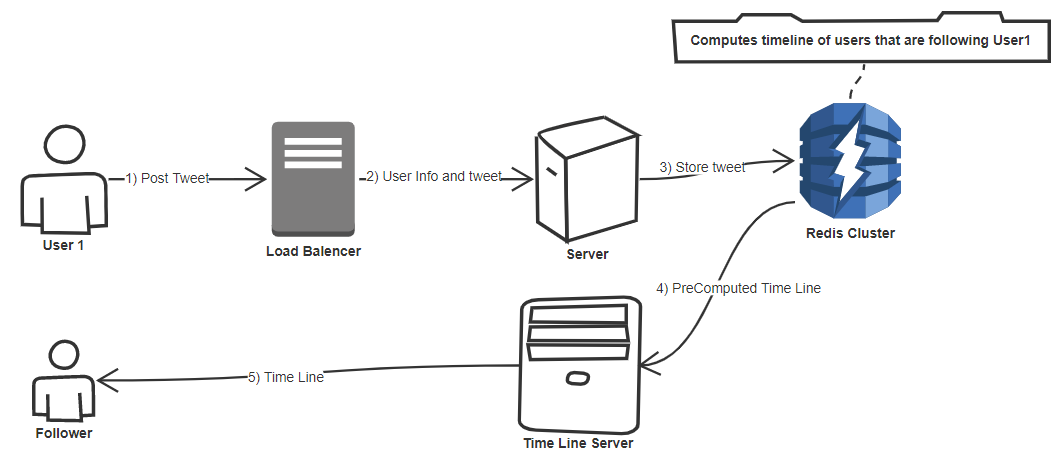 Computes timeline of users that are following User1
1) Post Tweet
2) User Info and tweet
3) Store tweet
User 1
Load Balencer
Server
Redis Cluster
4) PreComputed Time Line
5) Time Line
Follower
Time Line Server